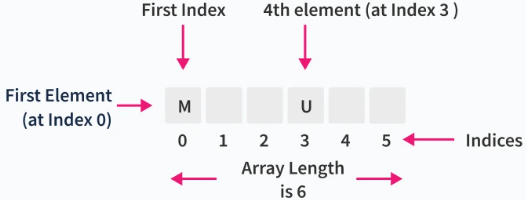 First Index
4th element (at Index 3 )
First Element
(at Index 0)
M
U
0 1 2 3 4 5
Indices
Array Length
is 6